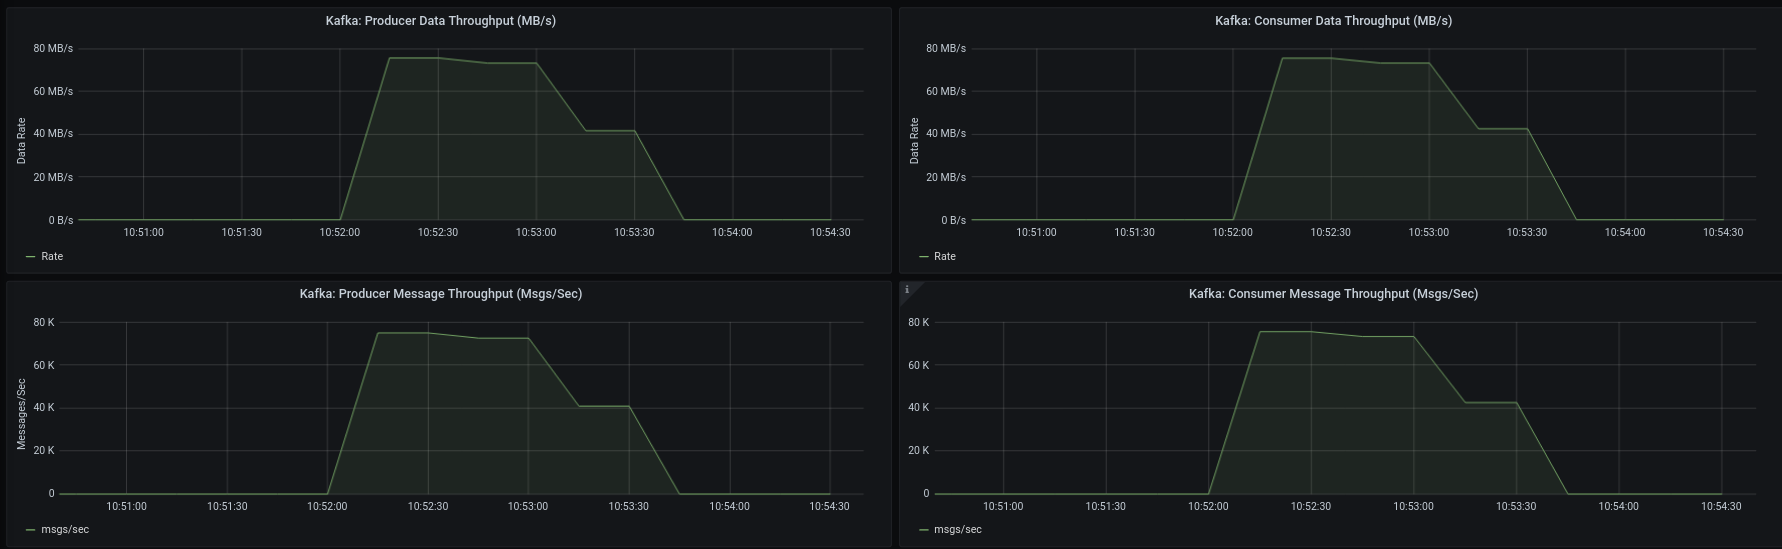 Kafka: Producer Data Throughput (MB/s)
80 MB/s
60 MB/s
40 MB/s
20 MB/s
0 B/s
Data Rate
10:51:00 10:51:30 10:52:00 10:52:30 10:53:00 10:53:30 10:54:00 10:54:30
Rate
Kafka: Consumer Data Throughput (MB/s)
80 MB/s
60 MB/s
40 MB/s
20 MB/s
0 B/s
Data Rate
10:51:00 10:51:30 10:52:00 10:52:30 10:53:00 10:53:30 10:54:00 10:54:30
Rate
Kafka: Producer Message Throughput (Msgs/Sec)
80 K
60 K
40 K
20 K
0
Messages/Sec
10:51:00 10:51:30 10:52:00 10:52:30 10:53:00 10:53:30 10:54:00 10:54:30
msgs/sec
i
Kafka: Consumer Message Throughput (Msgs/Sec)
80 K
60 K
40 K
20 K
0
10:51:00 10:51:30 10:52:00 10:52:30 10:53:00 10:53:30 10:54:00 10:54:30
msgs/sec